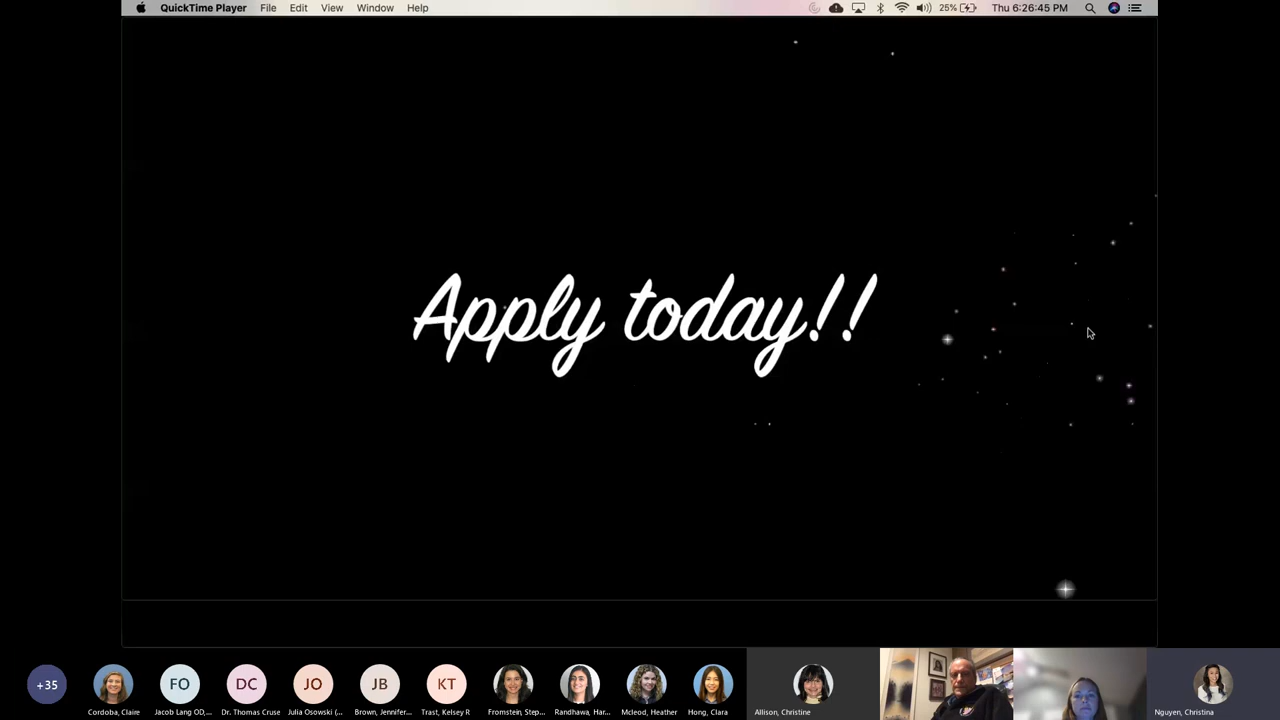 QuickTime Player File Edit View Window Help 25% Thu 6:26:45 PM
Apply today!!
+35 FO DC JO JB KT
Cordoba, Claire Jacob Lang OD,... Dr. Thomas Cruse Julia Osowski (... Brown, Jennifer... Trast, Kelsey R Fromstein, Step... Randhawa, Har... Mcleod, Heather Hong, Clara Allison, Christine Nguyen, Christina